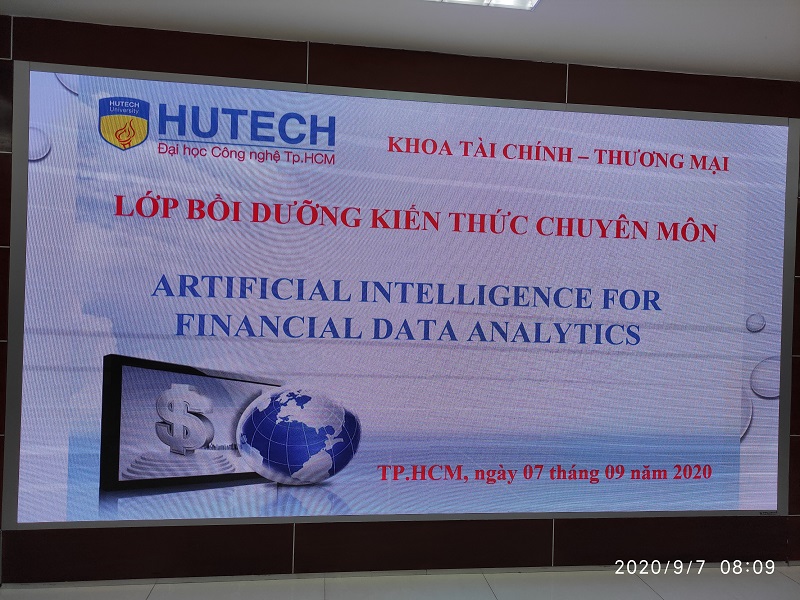 HUTECH
University
HUTECH
Đại học Công nghệ Tp.HCM
KHOA TÀI CHÍNH – THƯƠNG MẠI
LỚP BỒI DƯỠNG KIẾN THỨC CHUYÊN MÔN
ARTIFICIAL INTELLIGENCE FOR
FINANCIAL DATA ANALYTICS
$
TP.HCM, ngày 07 tháng 09 năm 2020
2020/9/7 08:09